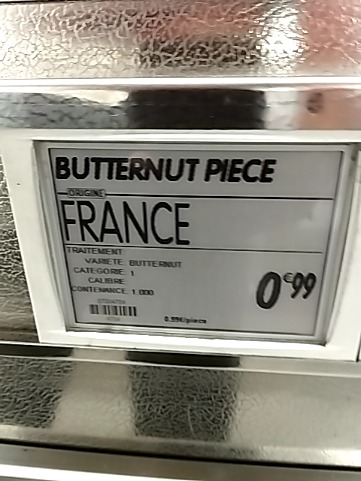 BUTTERNUT PIECE
ORIGINE
FRANCE
TRAITEMENT
VARIETE: BUTTERNUT
CATEGORIE: 1
CALIBRE
CONTENANCE: 1.000
0€99
0.99€/piece